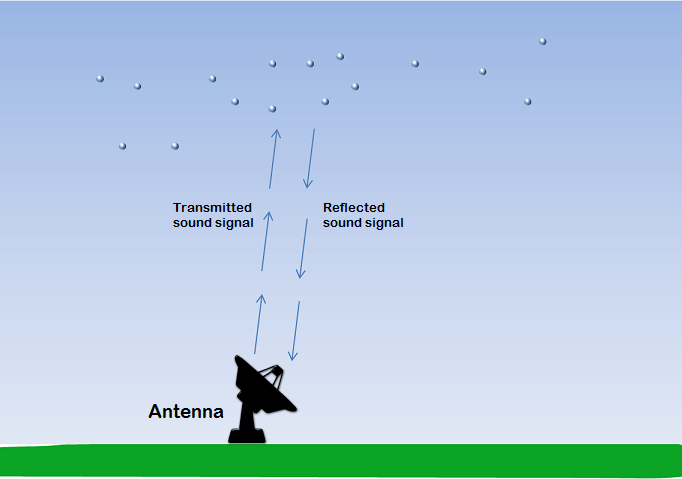 Transmitted
sound signal
Reflected
sound signal
Antenna